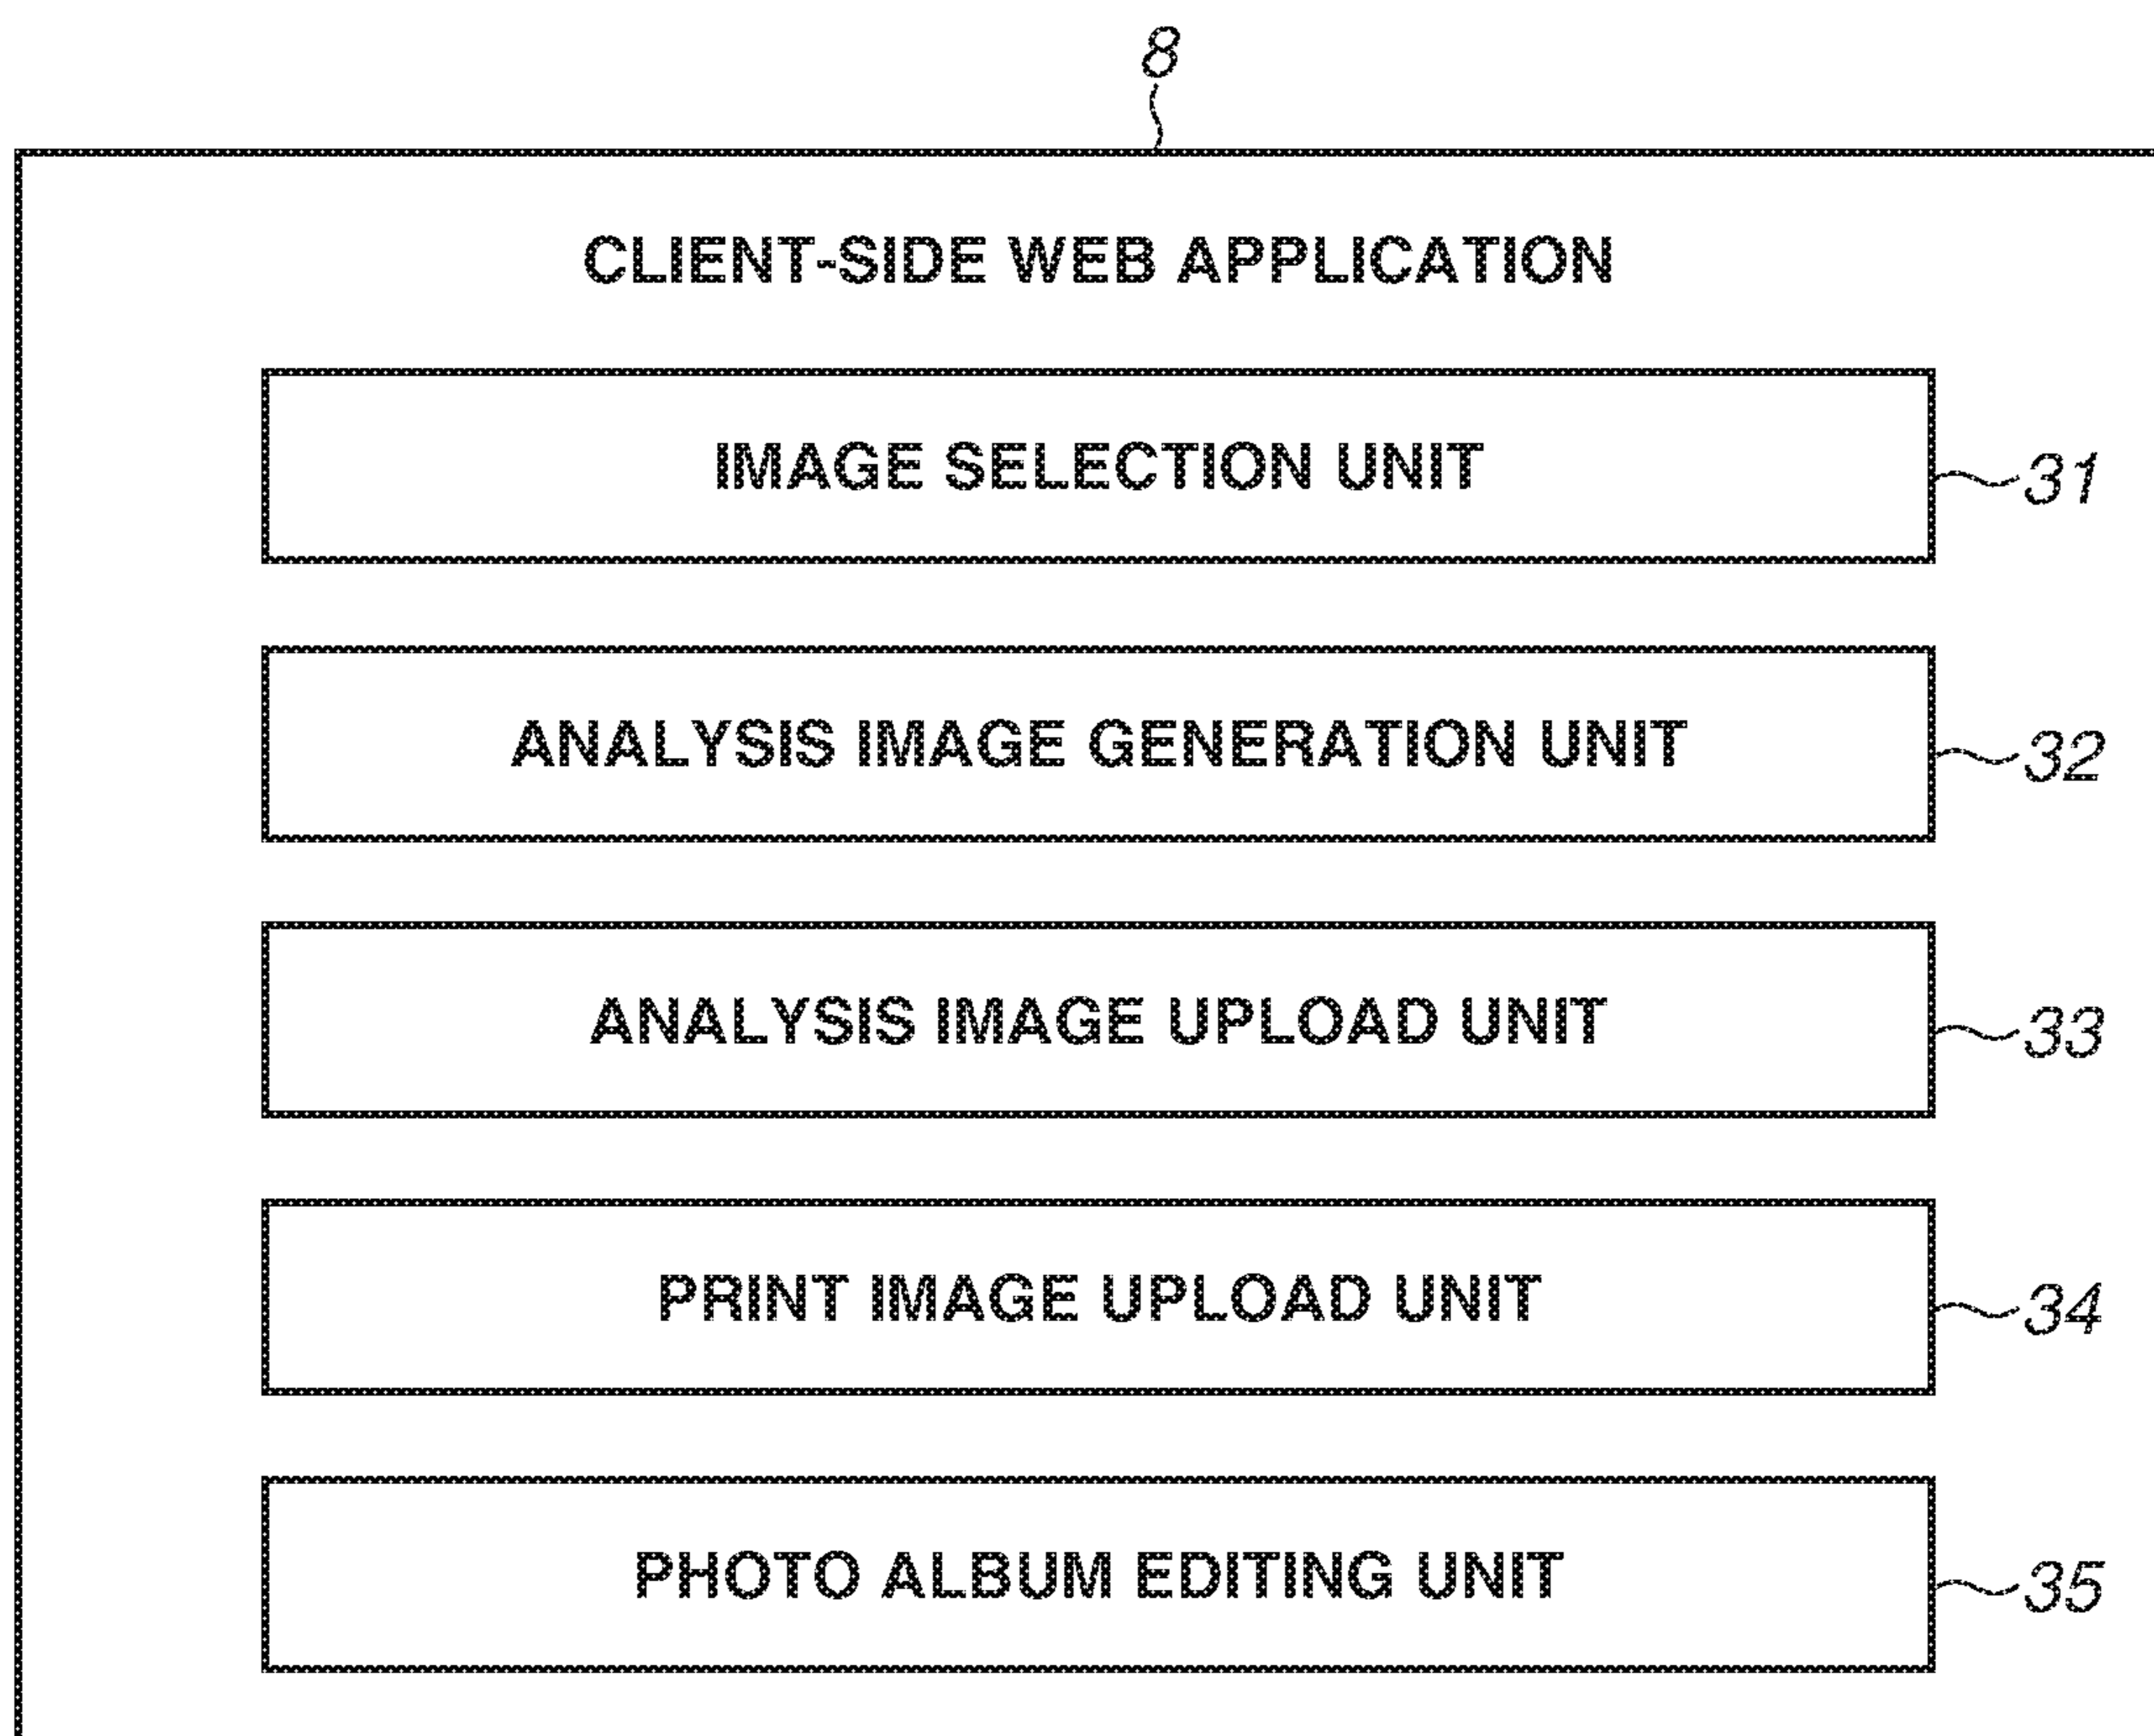 8
CLIENT-SIDE WEB APPLICATION
IMAGE SELECTION UNIT
31
ANALYSIS IMAGE GENERATION UNIT
32
ANALYSIS IMAGE UPLOAD UNIT
33
PRINT IMAGE UPLOAD UNIT
34
PHOTO ALBUM EDITING UNIT
35